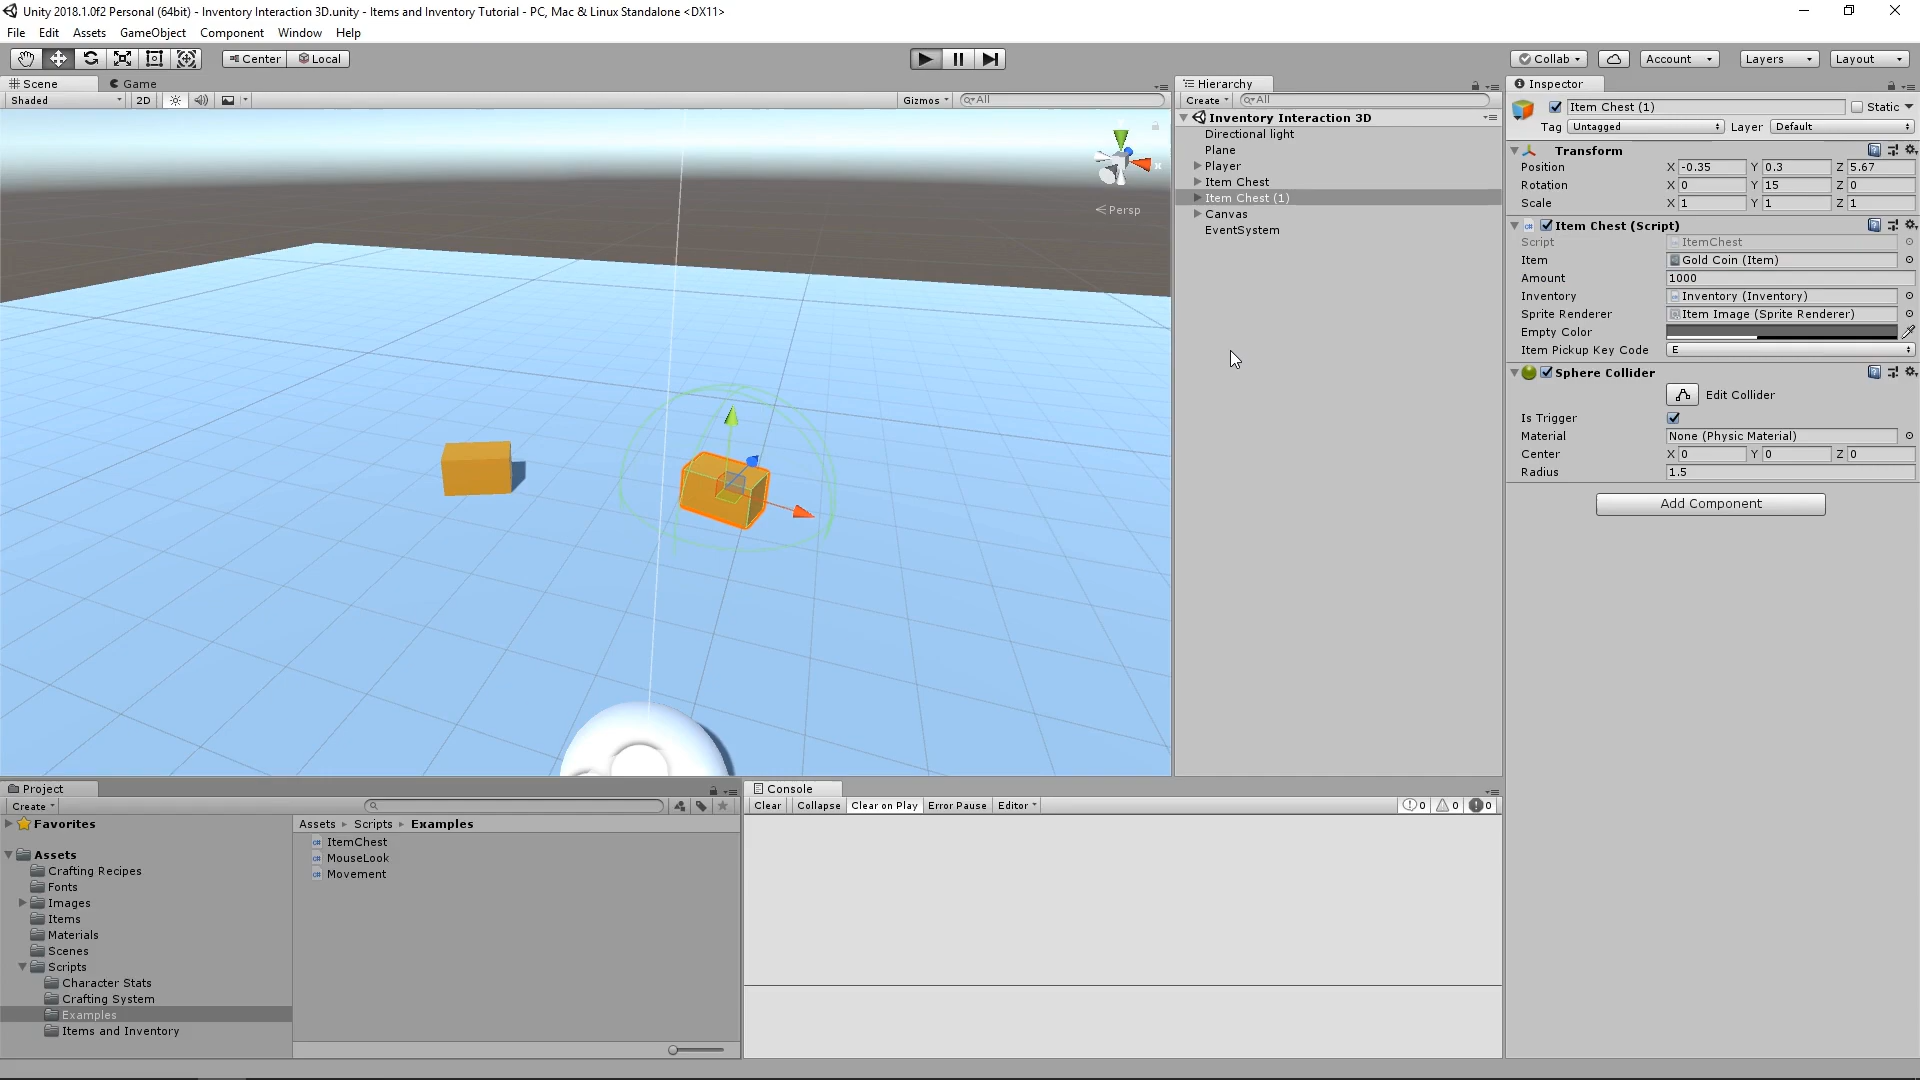 Unity 2018.1.0f2 Personal (64bit) - Inventory Interaction 3D.unity - Items and Inventory Tutorial - PC, Mac & Linux Standalone <DX11>
File Edit Assets GameObject Component Window Help
Center Local Collab Account Layers Layout
Scene Game
Shaded 2D Gizmos All
Persp
Hierarchy
Create All
Inventory Interaction 3D
Directional light
Plane
Player
Item Chest
Item Chest (1)
Canvas
EventSystem
Inspector
Item Chest (1) Static
Tag Untagged Layer Default
Transform
Position X -0.35 Y 0.3 Z 5.67
Rotation X 0 Y 15 Z 0
Scale X 1 Y 1 Z 1
Item Chest (Script)
Script ItemChest
Item Gold Coin (Item)
Amount 1000
Inventory Inventory (Inventory)
Sprite Renderer Item Image (Sprite Renderer)
Empty Color
Item Pickup Key Code E
Sphere Collider
Edit Collider
Is Trigger
Material None (Physic Material)
Center X 0 Y 0 Z 0
Radius 1.5
Add Component
Project
Create
Favorites
Assets
Crafting Recipes
Fonts
Images
Items
Materials
Scenes
Scripts
Character Stats
Crafting System
Examples
Items and Inventory
Assets Scripts Examples
ItemChest
MouseLook
Movement
Console
Clear Collapse Clear on Play Error Pause Editor 0 0 0